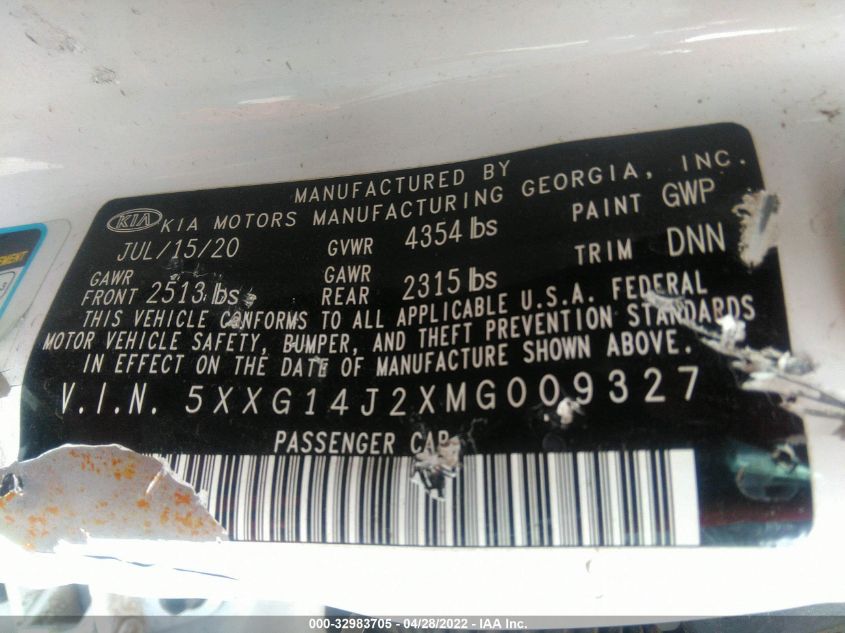 MANUFACTURED BY
KIA KIA MOTORS MANUFACTURING GEORGIA, INC.
JUL/15/20 GVWR 4354 lbs PAINT GWP
GAWR FRONT 2513 lbs GAWR REAR 2315 lbs TRIM DNN
THIS VEHICLE CONFORMS TO ALL APPLICABLE U.S.A. FEDERAL
MOTOR VEHICLE SAFETY, BUMPER, AND THEFT PREVENTION STANDARDS
IN EFFECT ON THE DATE OF MANUFACTURE SHOWN ABOVE.
V.I.N. 5XXG14J2XMG009327
PASSENGER CAR
000-32983705 - 04/28/2022 - IAA Inc.